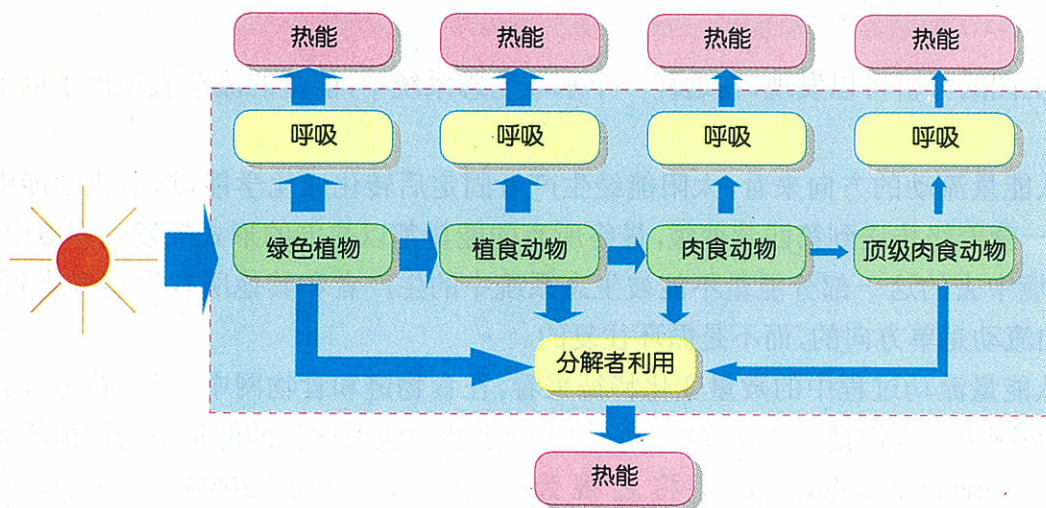 热能
热能
热能
热能
呼吸
呼吸
呼吸
呼吸
绿色植物
植食动物
肉食动物
顶级肉食动物
分解者利用
热能